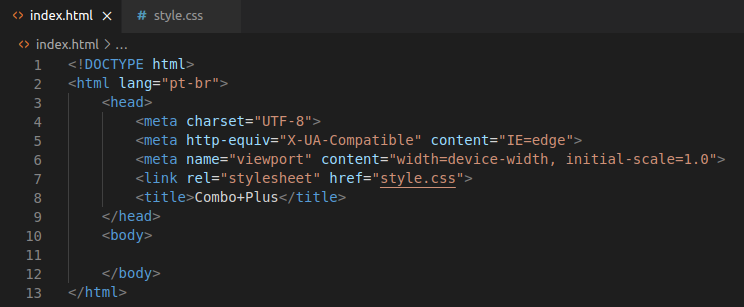 index.html × # style.css
index.html > ...
1 <!DOCTYPE html>
2 <html lang="pt-br">
3     <head>
4         <meta charset="UTF-8">
5         <meta http-equiv="X-UA-Compatible" content="IE=edge">
6         <meta name="viewport" content="width=device-width, initial-scale=1.0">
7         <link rel="stylesheet" href="style.css">
8         <title>Combo+Plus</title>
9     </head>
10     <body>
11
12     </body>
13 </html>